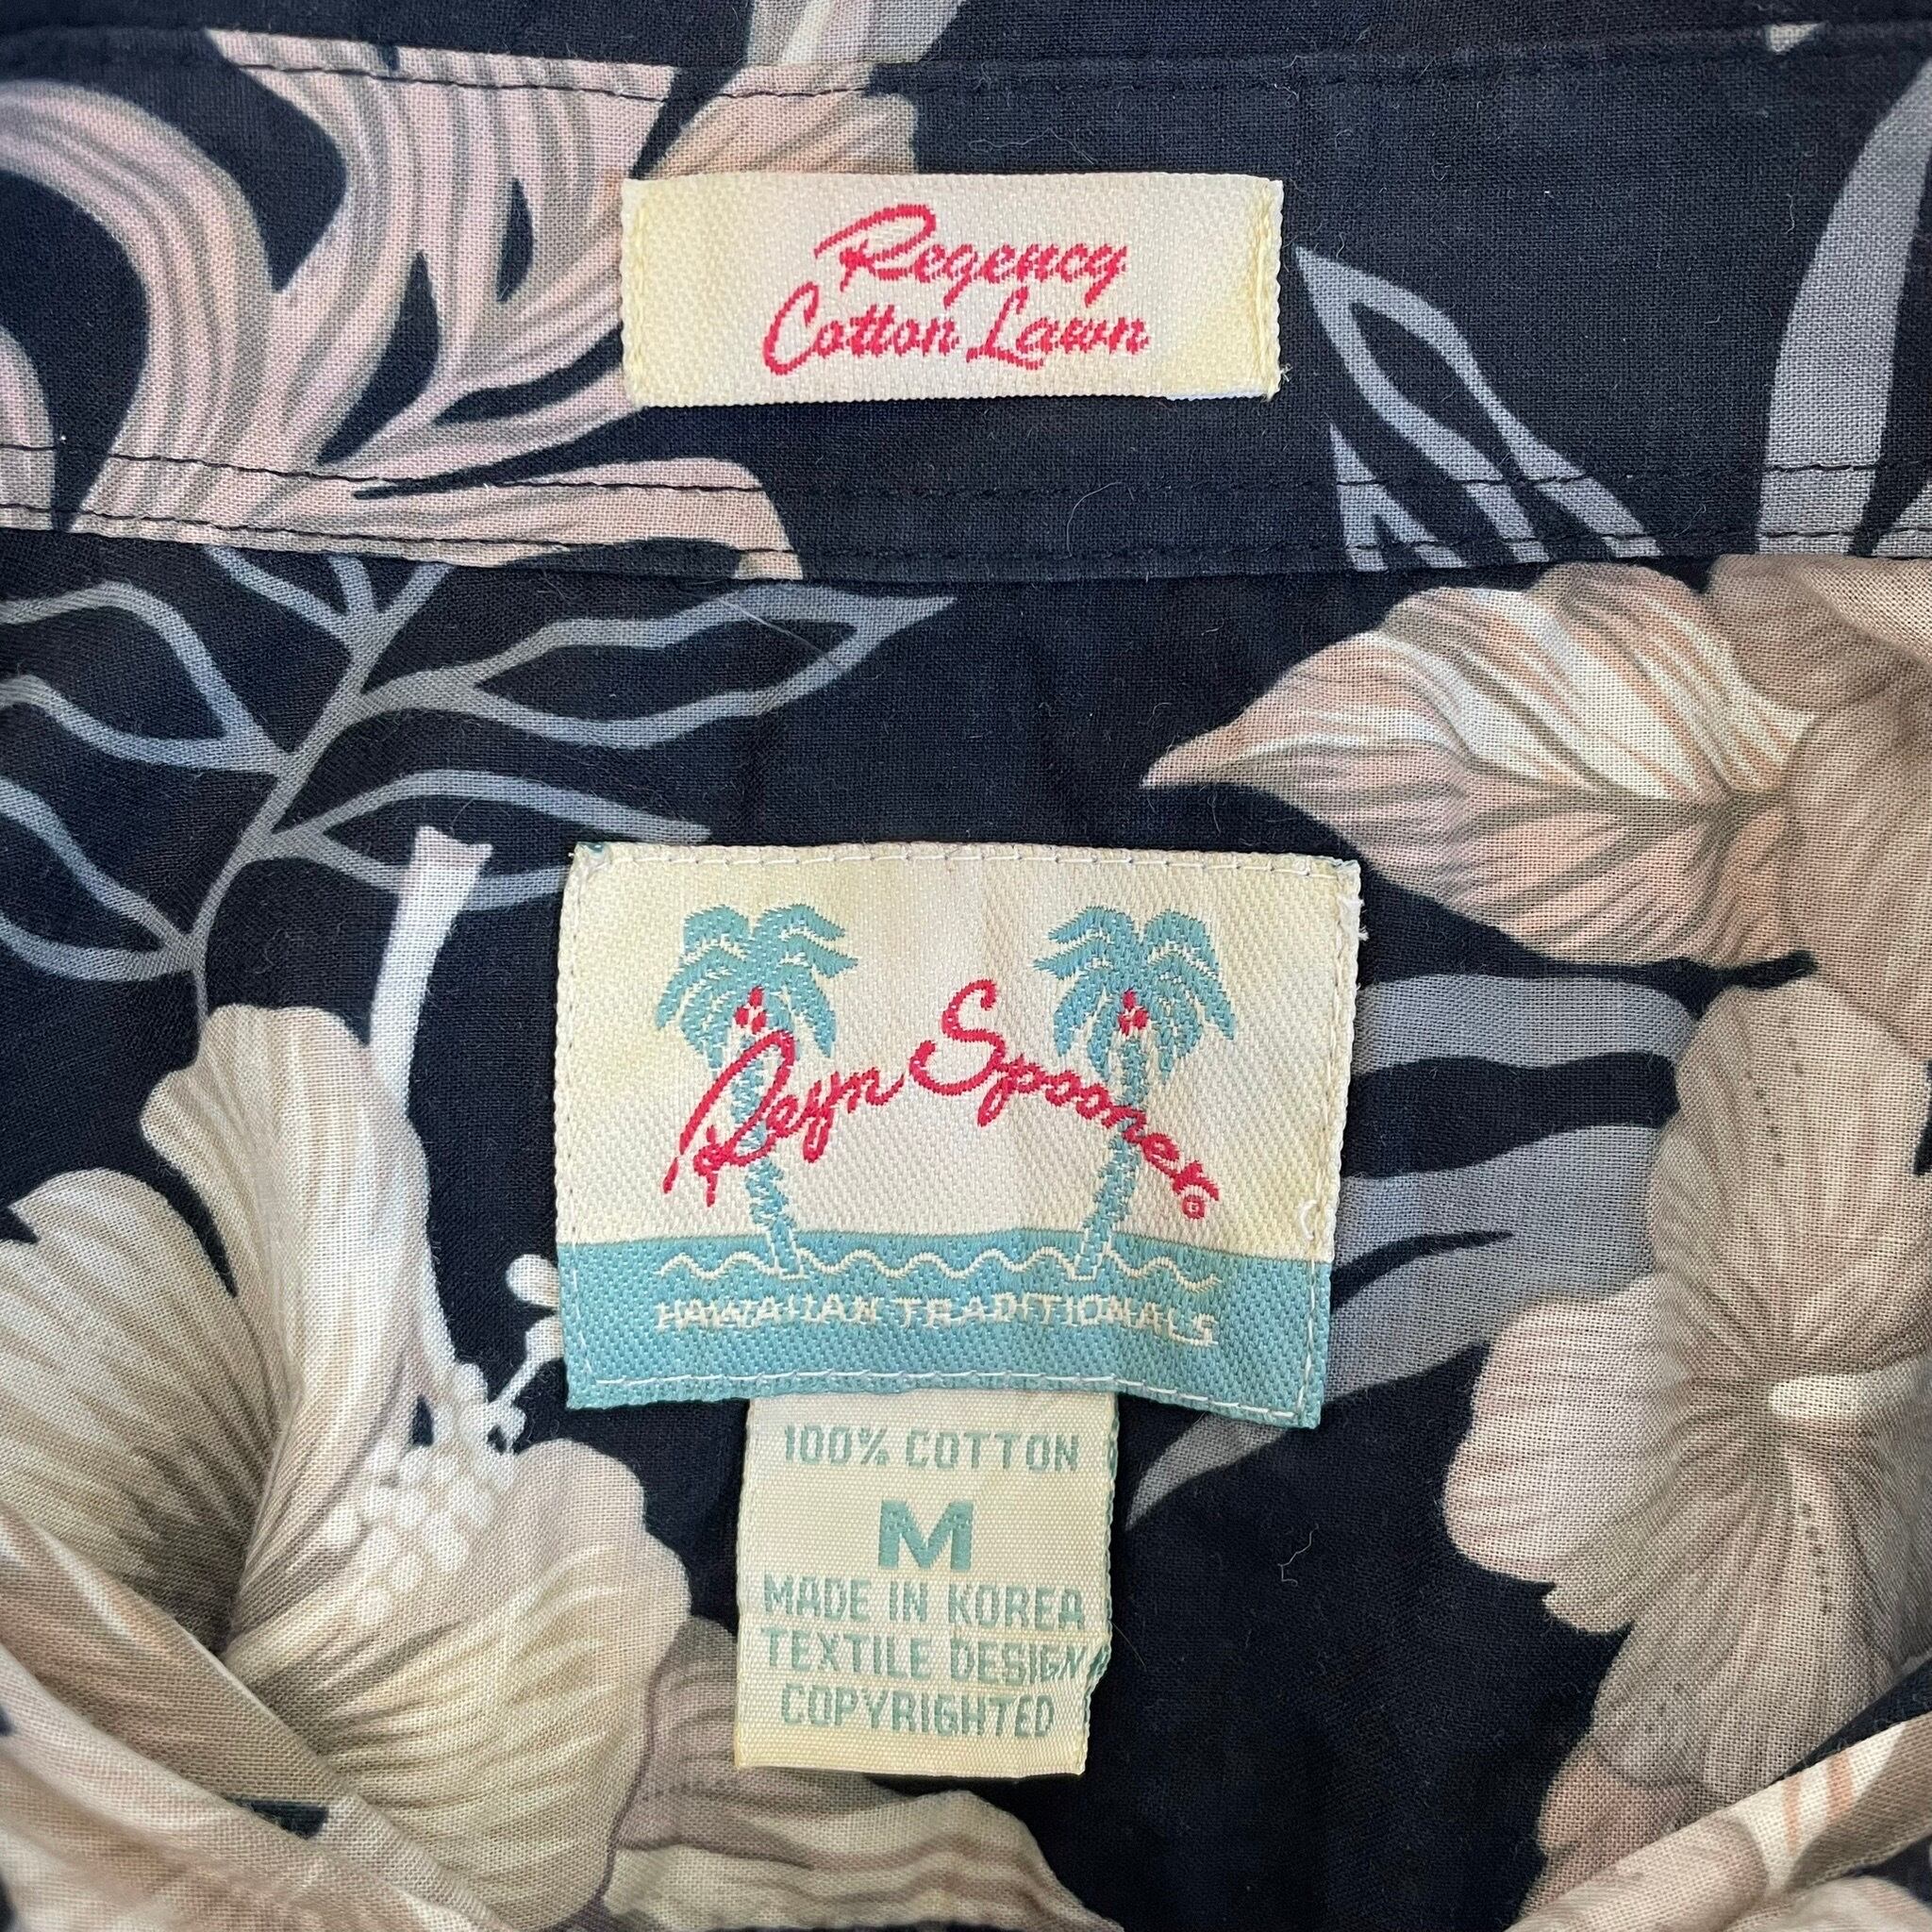 Regency
Cotton Lawn
Reyn Spooner
HAWAIIAN TRADITIONALS
100% COTTON
M
MADE IN KOREA
TEXTILE DESIGN
COPYRIGHTED